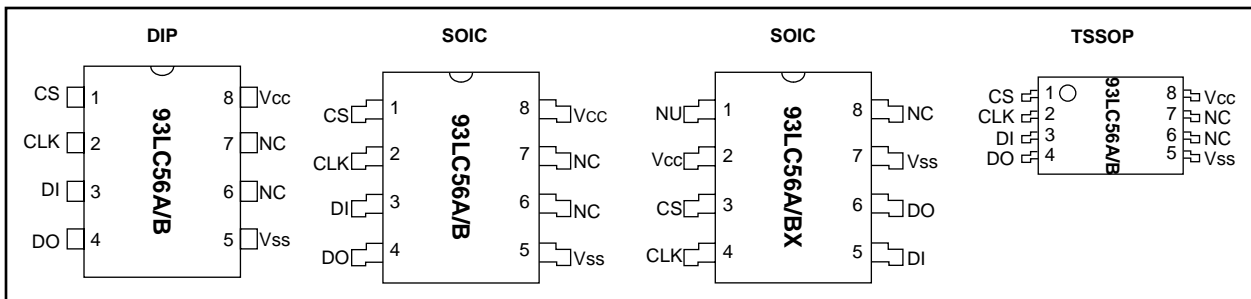 DIP
CS 1 8 Vcc
CLK 2 7 NC
DI 3 6 NC
DO 4 5 Vss
93LC56A/B
SOIC
CS 1 8 Vcc
CLK 2 7 NC
DI 3 6 NC
DO 4 5 Vss
93LC56A/B
SOIC
NU 1 8 NC
Vcc 2 7 Vss
CS 3 6 DO
CLK 4 5 DI
93LC56A/BX
TSSOP
CS 1 8 Vcc
CLK 2 7 NC
DI 3 6 NC
DO 4 5 Vss
93LC56A/B